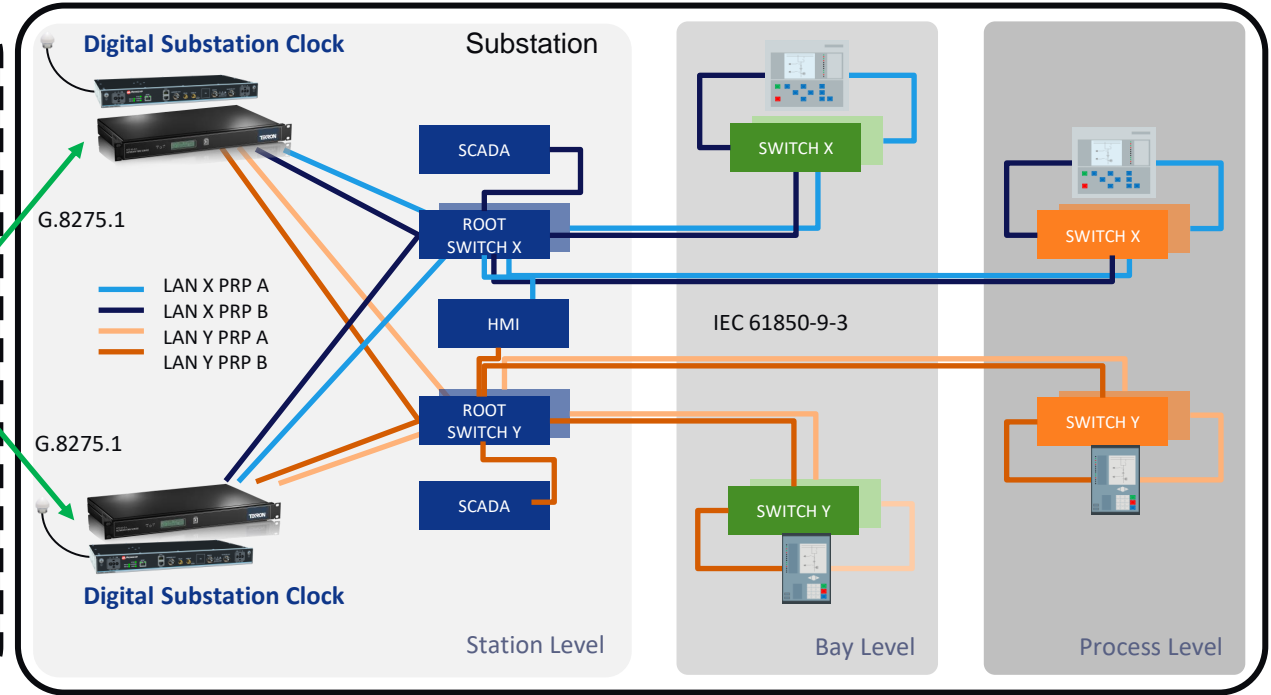 Digital Substation Clock
Substation
TEKRON
G.8275.1
LAN X PRP A
LAN X PRP B
LAN Y PRP A
LAN Y PRP B
SCADA
ROOT
SWITCH X
HMI
ROOT
SWITCH Y
SCADA
G.8275.1
TEKRON
Digital Substation Clock
Station Level
SWITCH X
IEC 61850-9-3
SWITCH Y
Bay Level
SWITCH X
SWITCH Y
Process Level